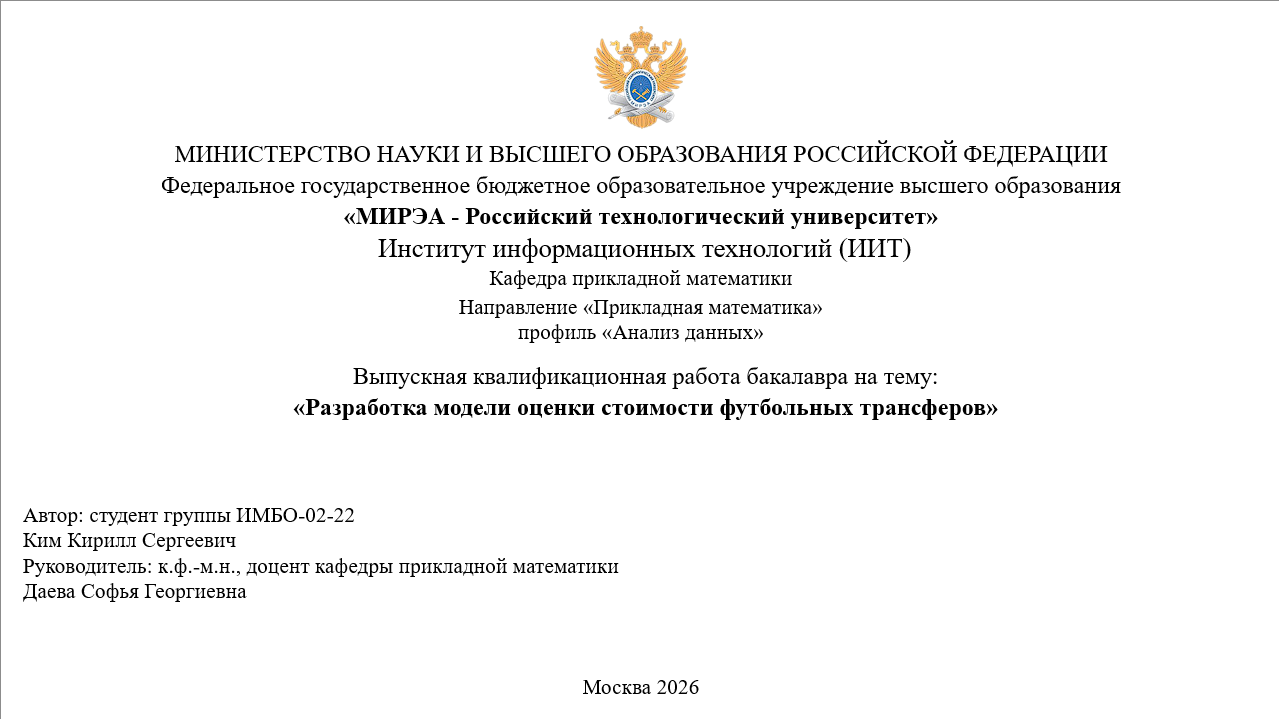 МИНИСТЕРСТВО НАУКИ И ВЫСШЕГО ОБРАЗОВАНИЯ РОССИЙСКОЙ ФЕДЕРАЦИИ
Федеральное государственное бюджетное образовательное учреждение высшего образования
«МИРЭА - Российский технологический университет»
Институт информационных технологий (ИИТ)
Кафедра прикладной математики
Направление «Прикладная математика»
профиль «Анализ данных»
Выпускная квалификационная работа бакалавра на тему:
«Разработка модели оценки стоимости футбольных трансферов»
Автор: студент группы ИМБО-02-22
Ким Кирилл Сергеевич
Руководитель: к.ф.-м.н., доцент кафедры прикладной математики
Даева Софья Георгиевна
Москва 2026